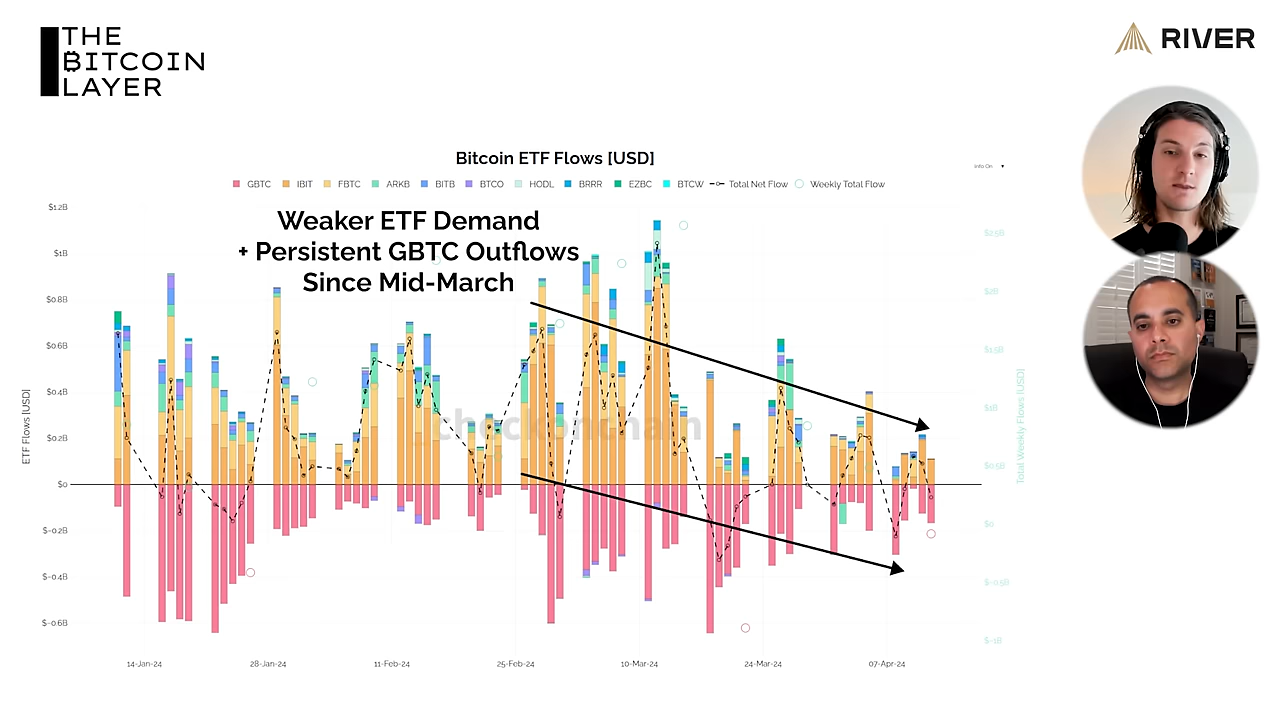 THE
BITCOIN
LAYER
RIVER
Bitcoin ETF Flows [USD]
Info On ▼
GBTC IBIT FBTC ARKB BITB BTCO HODL BRRR EZBC BTCW Total Net Flow Weekly Total Flow
Weaker ETF Demand
+ Persistent GBTC Outflows
Since Mid-March
$1.2B
$1B
$0.8B
$0.6B
$0.4B
$0.2B
$0
$-0.2B
$-0.4B
$-0.6B
ETF Flows [USD]
checkonchain
$2.5B
$2B
$1.5B
$1B
$0.5B
$0
$-0.5B
$-1B
Total Weekly Flows [USD]
14-Jan-24 28-Jan-24 11-Feb-24 25-Feb-24 10-Mar-24 24-Mar-24 07-Apr-24